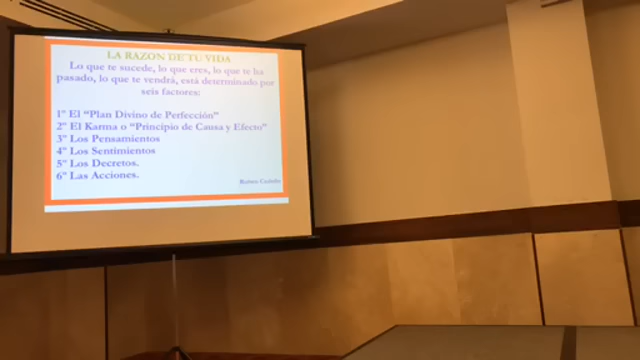 LA RAZON DE TU VIDA
Lo que te sucede, lo que eres, lo que te ha
pasado, lo que te vendrá, está determinado por
seis factores:
1º El “Plan Divino de Perfección”
2º El Karma o “Principio de Causa y Efecto”
3º Los Pensamientos
4º Los Sentimientos
5º Los Decretos.
6º Las Acciones.
Rubén Cedeño